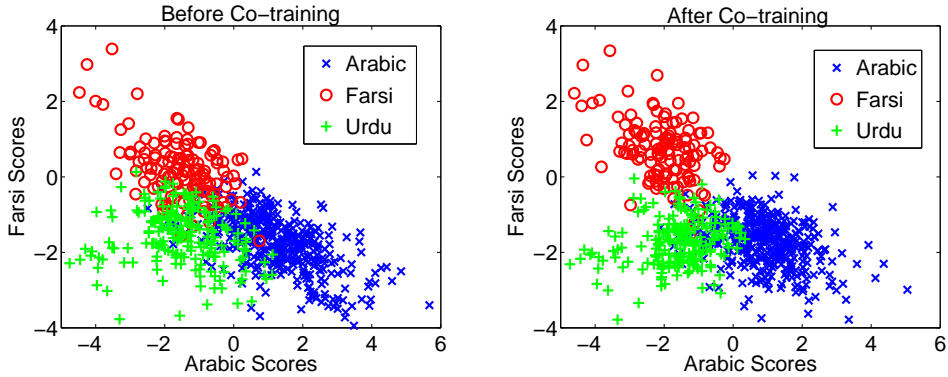 Before Co-training
4
2
0
−2
−4
−4 −2 0 2 4 6
Farsi Scores
Arabic Scores
Arabic
Farsi
Urdu
After Co-training
4
2
0
−2
−4
−4 −2 0 2 4 6
Farsi Scores
Arabic Scores
Arabic
Farsi
Urdu